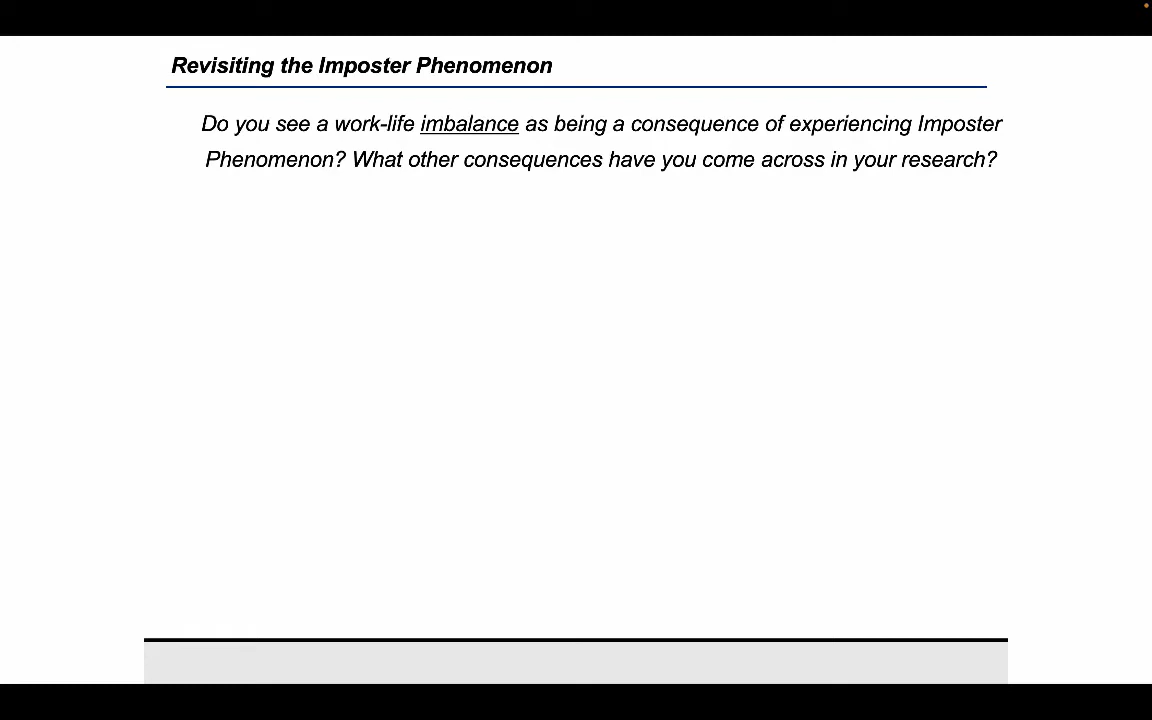 Revisiting the Imposter Phenomenon
Do you see a work-life imbalance as being a consequence of experiencing Imposter
Phenomenon? What other consequences have you come across in your research?